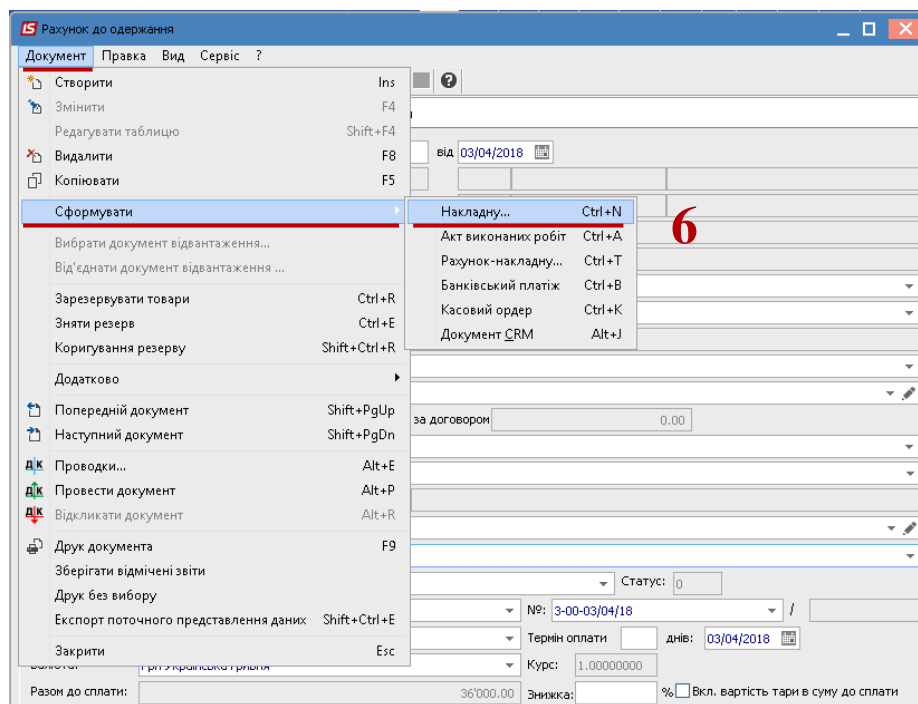 IS Рахунок до одержання
Документ Правка Вид Сервіс ?
Створити Ins
Змінити F4
Редагувати таблицю Shift+F4
від 03/04/2018
Видалити F8
Копіювати F5
Сформувати
Накладну... Ctrl+N
6
Акт виконаних робіт Ctrl+A
Вибрати документ відвантаження...
Рахунок-накладну... Ctrl+T
Від'єднати документ відвантаження ...
Банківський платіж Ctrl+B
Зарезервувати товари Ctrl+R
Касовий ордер Ctrl+K
Зняти резерв Ctrl+E
Документ CRM Alt+J
Коригування резерву Shift+Ctrl+R
Додатково
Попередній документ Shift+PgUp
за договором 0.00
Наступний документ Shift+PgDn
Д К Проводки... Alt+E
Д К Провести документ Alt+P
Д К Відкликати документ Alt+R
Друк документа F9
Зберігати відмічені звіти
Статус: 0
Друк без вибору
№: 3-00-03/04/18 /
Експорт поточного представлення даних Shift+Ctrl+E
Термін оплати днів: 03/04/2018
Закрити Esc
Курс: 1.00000000
Разом до сплати: 36'000.00 Знижка: % Вкл. вартість тари в суму до сплати